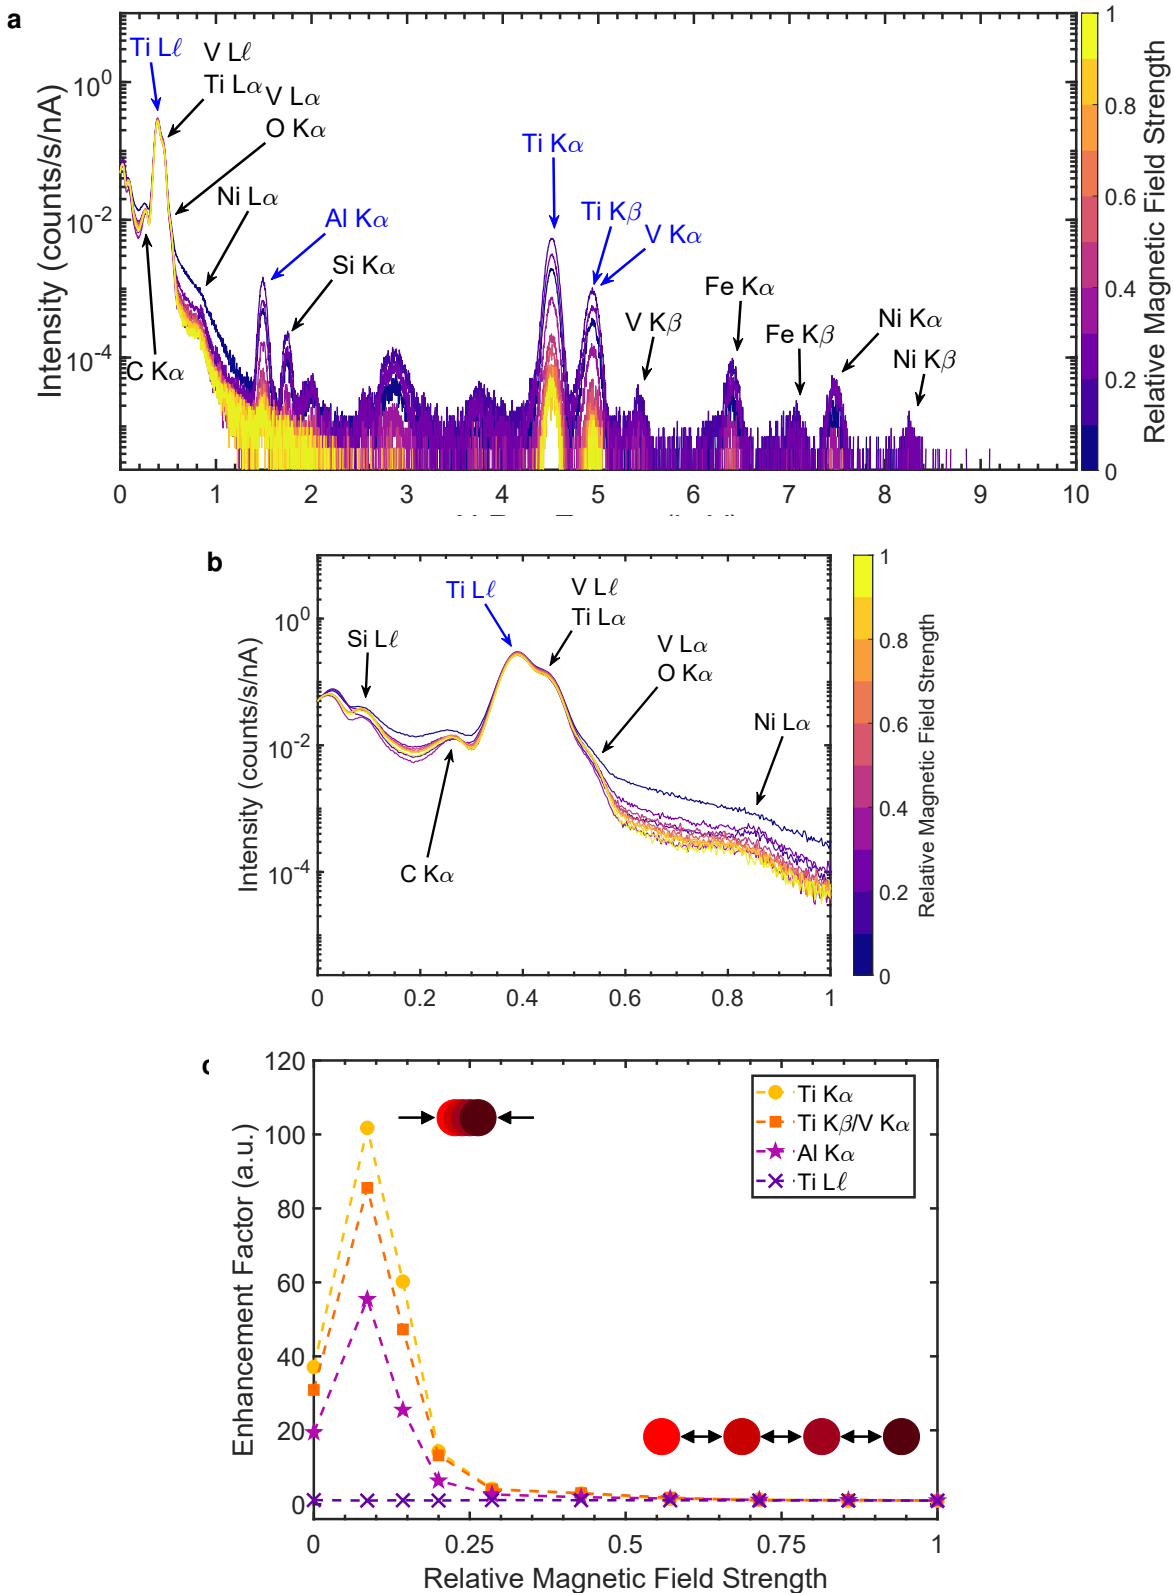 a
Ti Lℓ
V Lℓ
Ti Lα
V Lα
O Kα
Ni Lα
Al Kα
Si Kα
C Kα
Ti Kα
Ti Kβ
V Kα
V Kβ
Fe Kα
Fe Kβ
Ni Kα
Ni Kβ
Intensity (counts/s/nA)
10^0
10^-2
10^-4
0 1 2 3 4 5 6 7 8 9 10
1
0.8
0.6
0.4
0.2
0
Relative Magnetic Field Strength
b
Ti Lℓ
V Lℓ
Ti Lα
Si Lℓ
V Lα
O Kα
Ni Lα
C Kα
Intensity (counts/s/nA)
10^0
10^-2
10^-4
0 0.2 0.4 0.6 0.8 1
1
0.8
0.6
0.4
0.2
0
Relative Magnetic Field Strength
120
100
80
60
40
20
0
Enhancement Factor (a.u.)
Ti Kα
Ti Kβ/V Kα
Al Kα
Ti Lℓ
0 0.25 0.5 0.75 1
Relative Magnetic Field Strength